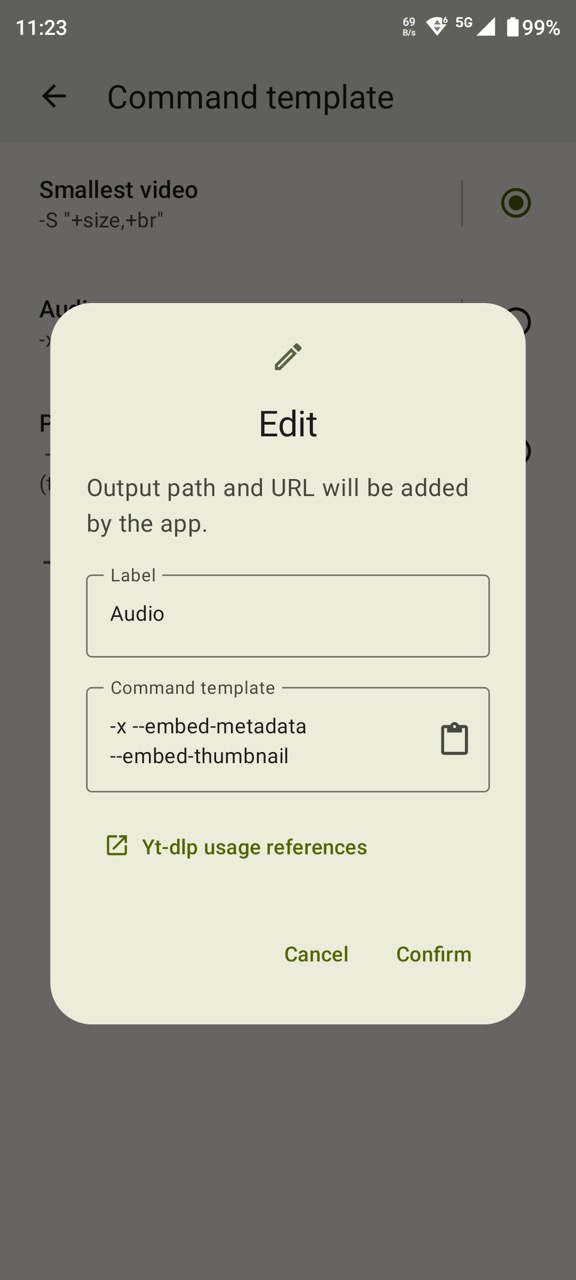 11:23
69
B/s
6
5G
99%
Command template
Smallest video
-S "+size,+br"
Edit
Output path and URL will be added
by the app.
Label
Audio
Command template
-x --embed-metadata
--embed-thumbnail
Yt-dlp usage references
Cancel
Confirm